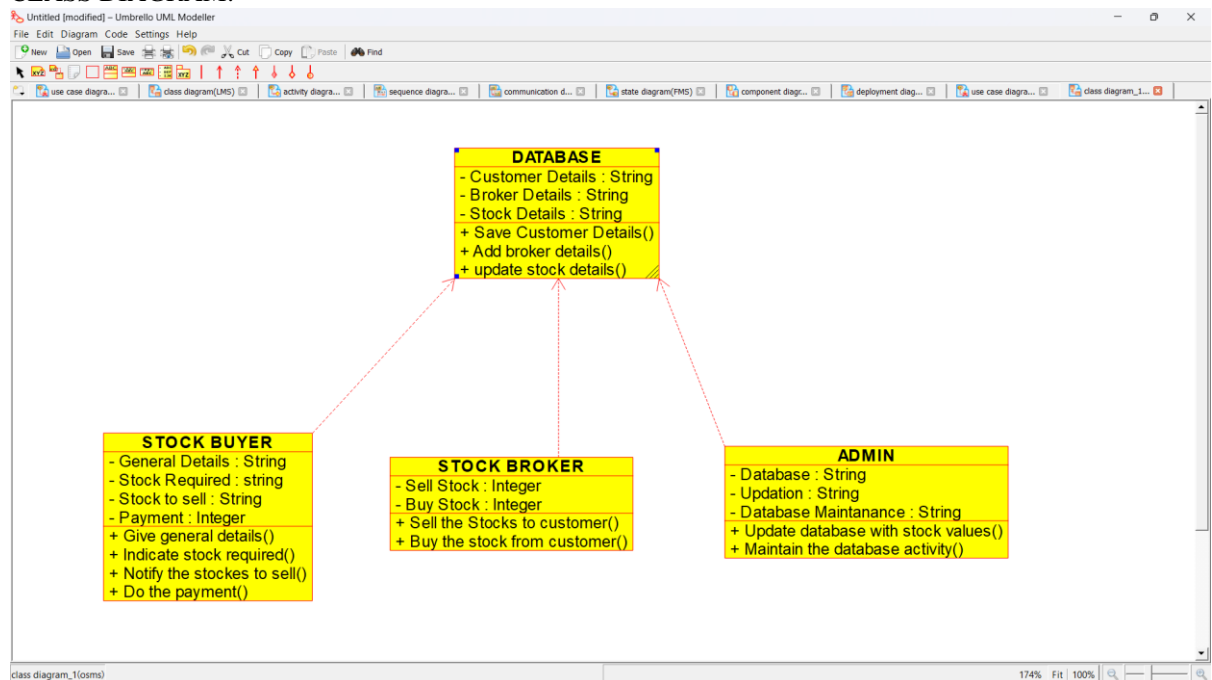 CLASS DIAGRAM:
Untitled [modified] – Umbrello UML Modeller
File Edit Diagram Code Settings Help
New Open Save Cut Copy Paste Find
use case diagra... class diagram(LMS) activity diagra... sequence diagra... communication d... state diagram(FMS) component diagr... deployment diag... use case diagra... class diagram_1...
DATABASE
- Customer Details : String
- Broker Details : String
- Stock Details : String
+ Save Customer Details()
+ Add broker details()
+ update stock details()
STOCK BUYER
- General Details : String
- Stock Required : string
- Stock to sell : String
- Payment : Integer
+ Give general details()
+ Indicate stock required()
+ Notify the stockes to sell()
+ Do the payment()
STOCK BROKER
- Sell Stock : Integer
- Buy Stock : Integer
+ Sell the Stocks to customer()
+ Buy the stock from customer()
ADMIN
- Database : String
- Updation : String
- Database Maintanance : String
+ Update database with stock values()
+ Maintain the database activity()
class diagram_1(osms) 174% Fit 100%